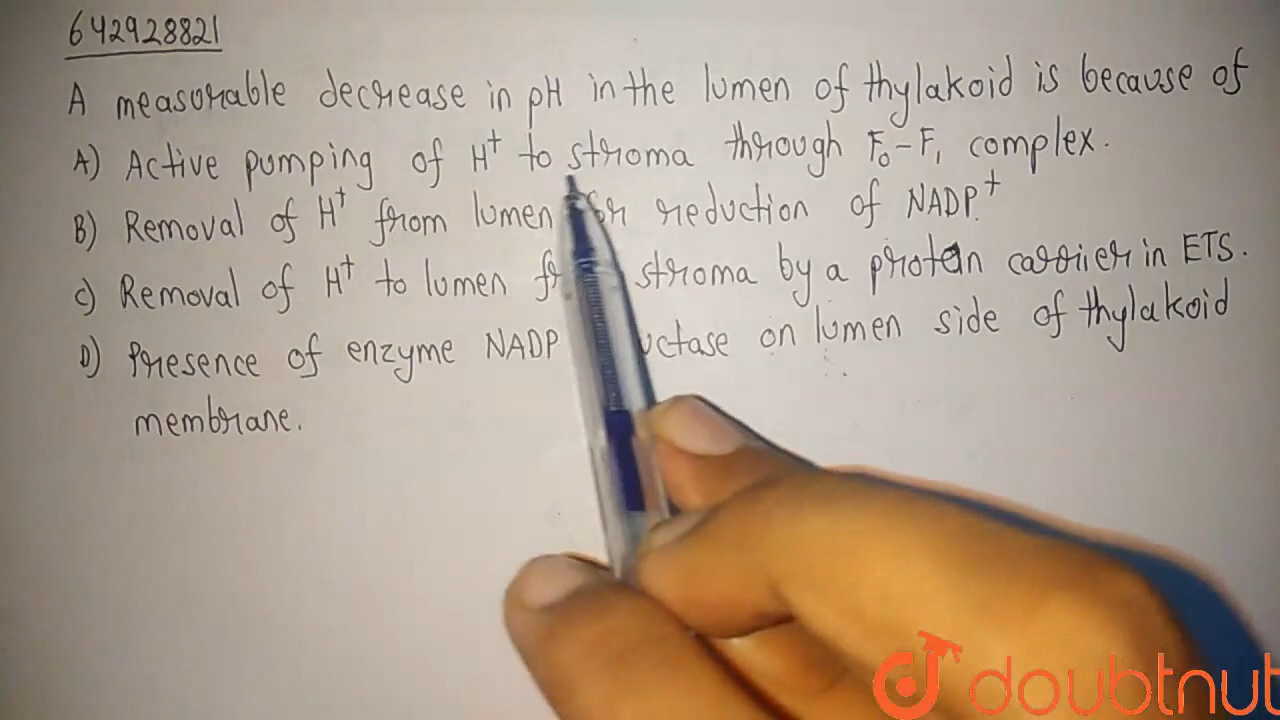 642928821
A measurable decrease in pH in the lumen of thylakoid is because of
A) Active pumping of H⁺ to stroma through F₀-F₁ complex.
B) Removal of H⁺ from lumen for reduction of NADP⁺
C) Removal of H⁺ to lumen stroma by a protein carrier in ETS.
D) Presence of enzyme NADP on lumen side of thylakoid
membrane.
doubtnut